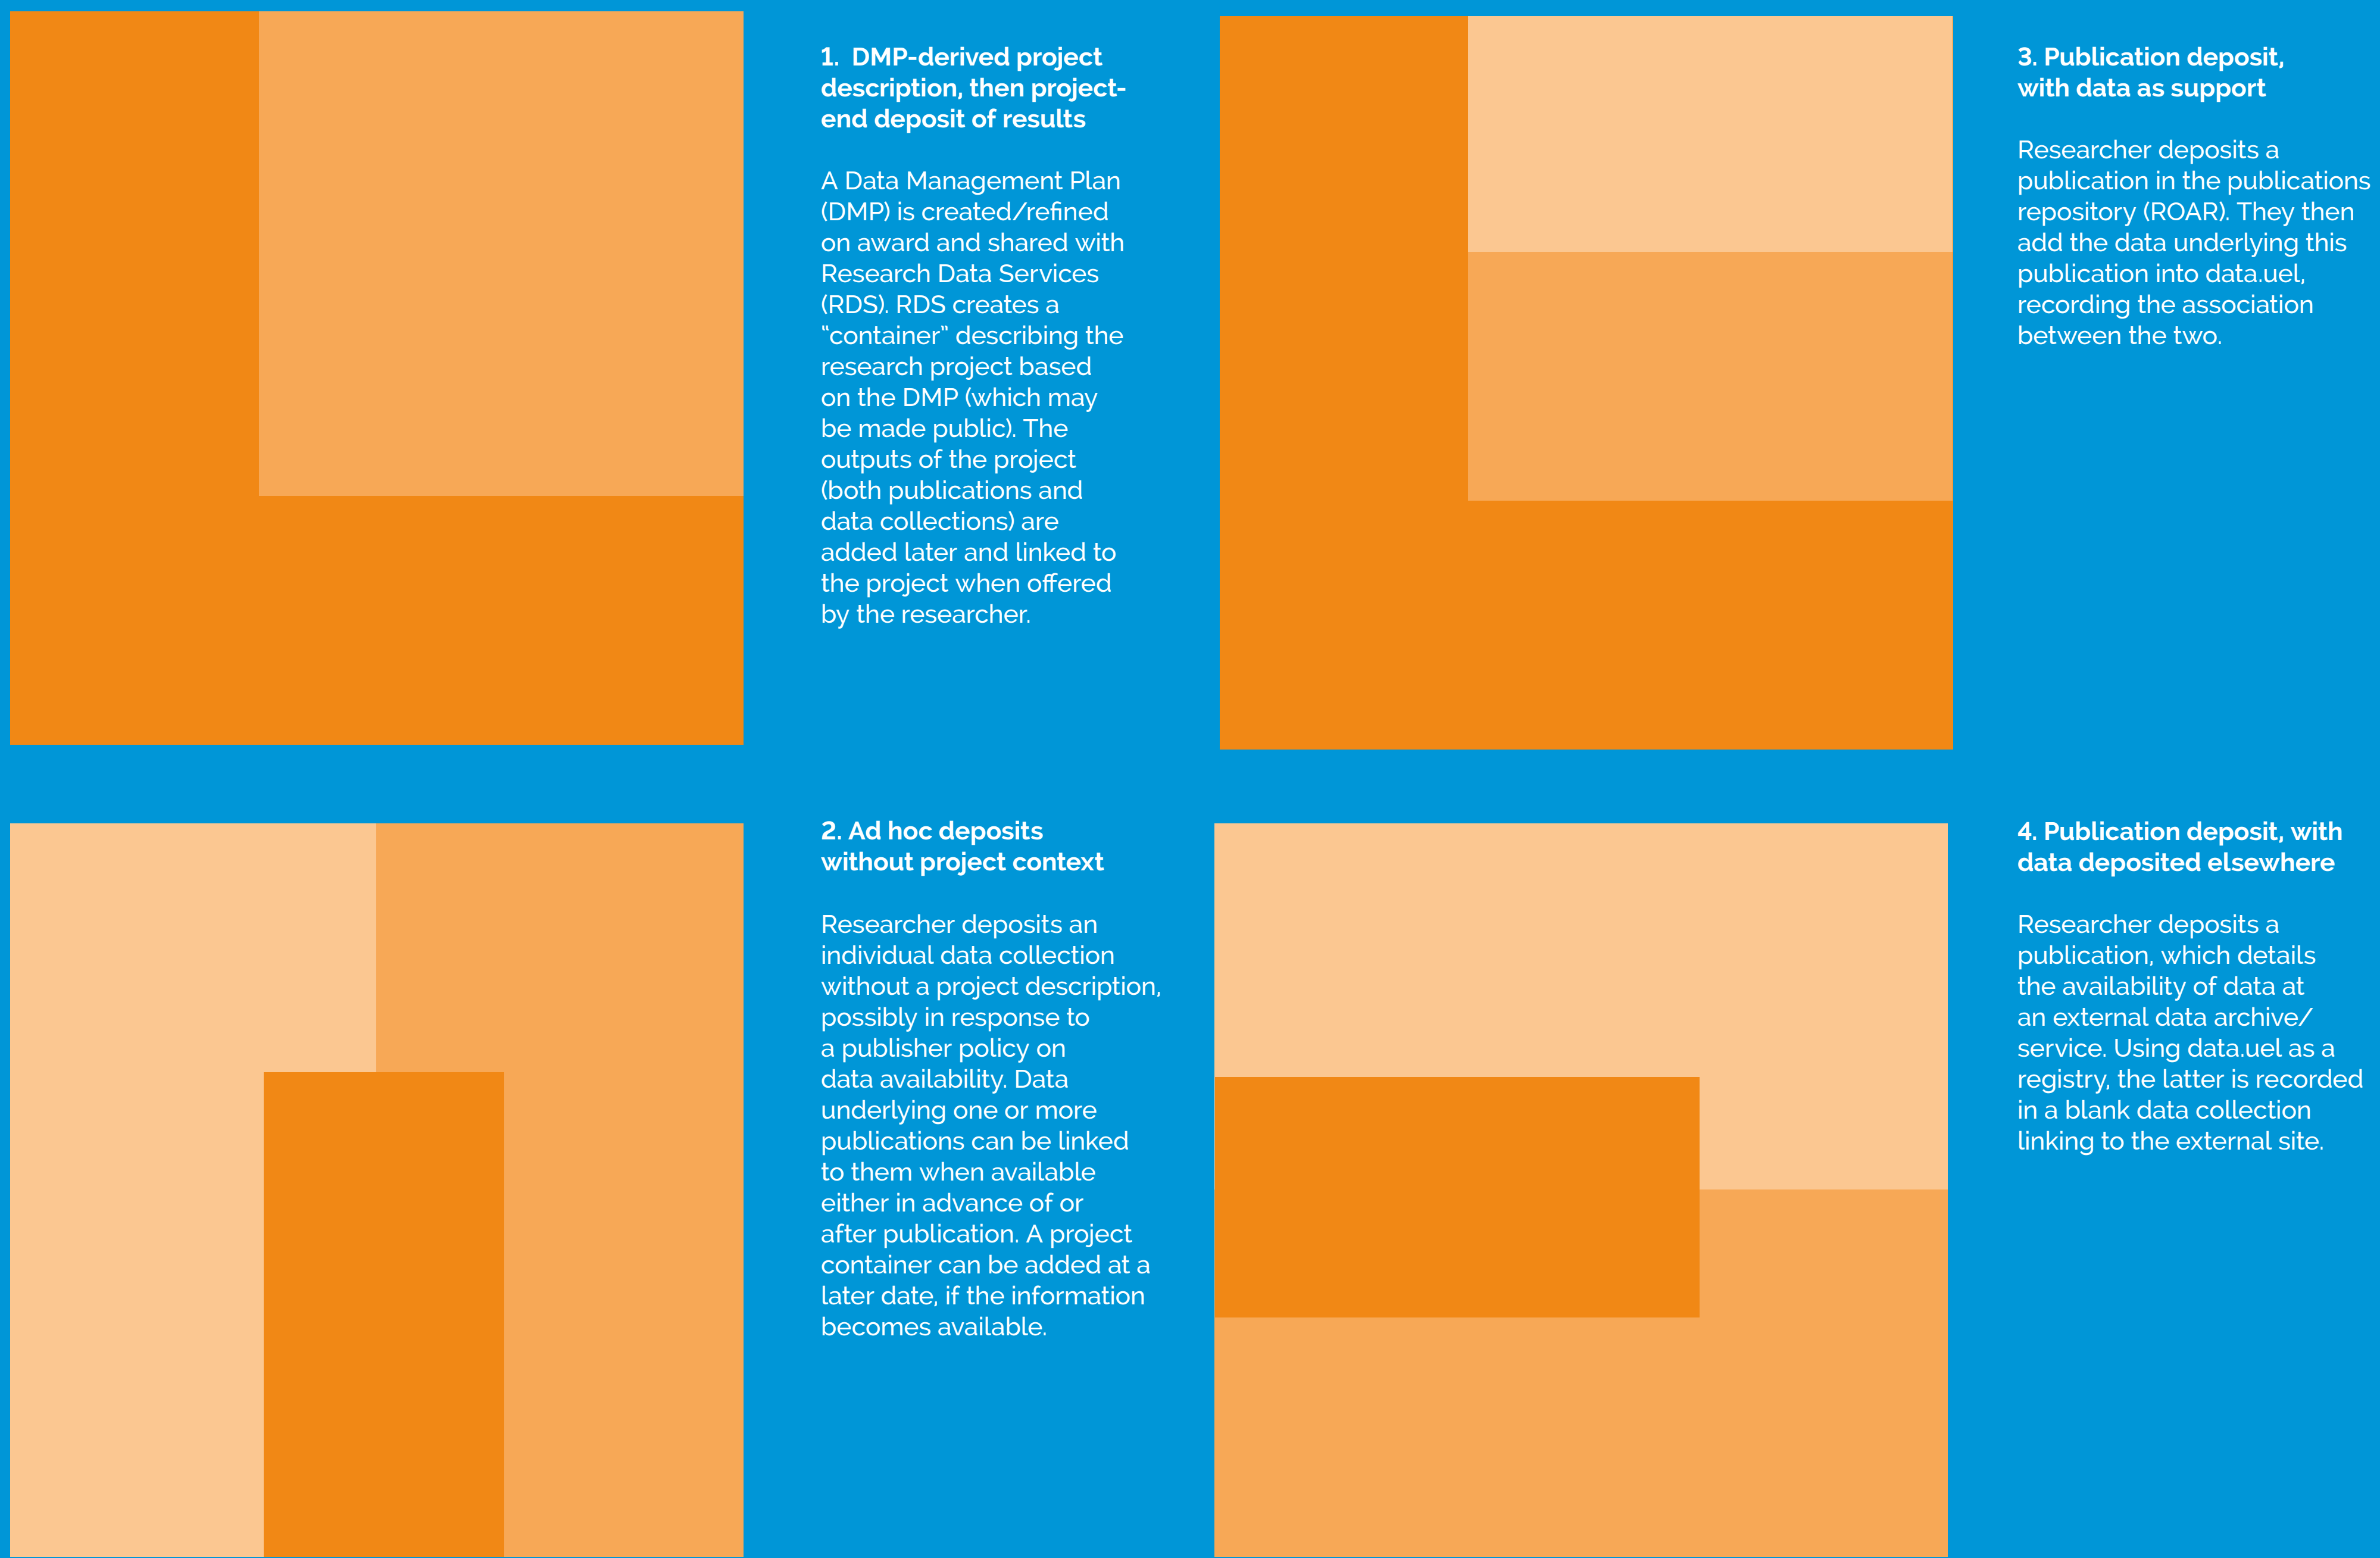 1.  DMP-derived project
description, then project-
end deposit of results
A Data Management Plan
(DMP) is created/refined
on award and shared with
Research Data Services
(RDS). RDS creates a
“container” describing the
research project based
on the DMP (which may
be made public). The
outputs of the project
(both publications and
data collections) are
added later and linked to
the project when offered
by the researcher.
2. Ad hoc deposits
without project context
Researcher deposits an
individual data collection
without a project description,
possibly in response to
a publisher policy on
data availability. Data
underlying one or more
publications can be linked
to them when available
either in advance of or
after publication. A project
container can be added at a
later date, if the information
becomes available.
3. Publication deposit,
with data as support
Researcher deposits a
publication in the publications
repository (ROAR). They then
add the data underlying this
publication into data.uel,
recording the association
between the two.
4. Publication deposit, with
data deposited elsewhere
Researcher deposits a
publication, which details
the availability of data at
an external data archive/
service. Using data.uel as a
registry, the latter is recorded
in a blank data collection
linking to the external site.